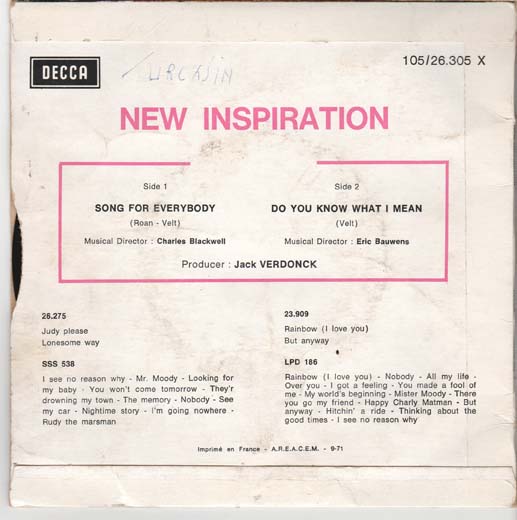 DECCA
105/26.305 X
NEW INSPIRATION
Side 1
SONG FOR EVERYBODY
(Roan - Velt)
Musical Director : Charles Blackwell
Side 2
DO YOU KNOW WHAT I MEAN
(Velt)
Musical Director : Eric Bauwens
Producer : Jack VERDONCK
26.275
Judy please
Lonesome way
SSS 538
I see no reason why - Mr. Moody - Looking for
my baby - You won't come tomorrow - They'r
drowning my town - The memory - Nobody - See
my car - Nightime story - I'm going nowhere -
Rudy the marsman
23.909
Rainbow (I love you)
But anyway
LPD 186
Rainbow (I love you) - Nobody - All my life -
Over you - I got a feeling - You made a fool of
me - My world's beginning - Mister Moody - There
you go my friend - Happy Charly Matman - But
anyway - Hitchin' a ride - Thinking about the
good times - I see no reason why
Imprimé en France - A.R.E.A.C.E.M. - 9-71